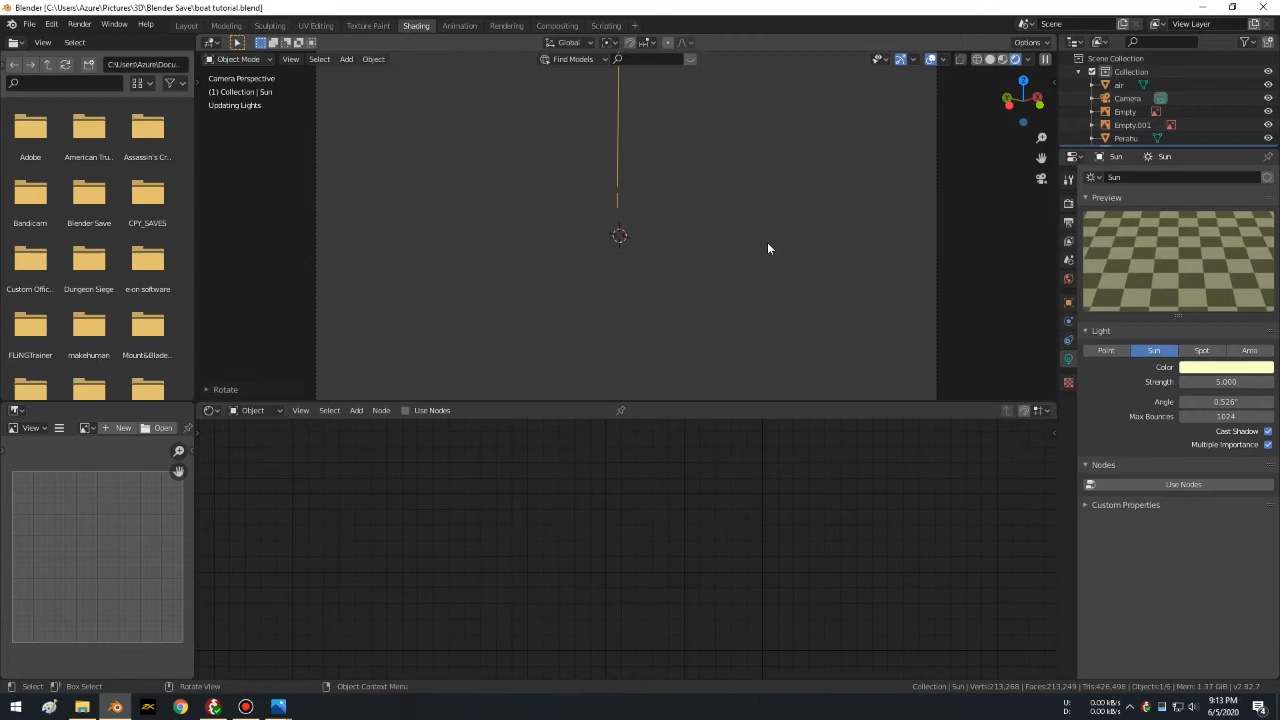 Blender [C:\Users\Azure\Pictures\3D\Blender Save\boat tutorial.blend]
File Edit Render Window Help Layout Modeling Sculpting UV Editing Texture Paint Shading Animation Rendering Compositing Scripting Scene View Layer
View Select Global Options
C:\Users\Azure\Docu... Object Mode View Select Add Object Find Models Scene Collection
Collection
Camera Perspective
(1) Collection | Sun
Updating Lights
air
Camera
Empty
Empty.001
Perahu
Adobe American Tru... Assassin's Cr...
Sun Sun
Sun
Preview
Bandicam Blender Save CPY_SAVES
Custom Offic... Dungeon Siege e-on software
Light
Point Sun Spot Area
FLiNGTrainer makehuman Mount&Blade...
Color
Strength 5.000
Rotate
Angle 0.526°
Max Bounces 1024
Object View Select Add Node Use Nodes
View New Open
Cast Shadow
Multiple Importance
Nodes
Use Nodes
Custom Properties
Select Box Select Rotate View Object Context Menu Collection | Sun | Verts:213,268 | Faces:213,249 | Tris:426,498 | Objects:1/6 | Mem: 1.37 GiB | v2.82.7
U: 0.00 kB/s
D: 0.00 kB/s
9:13 PM
6/5/2020
4